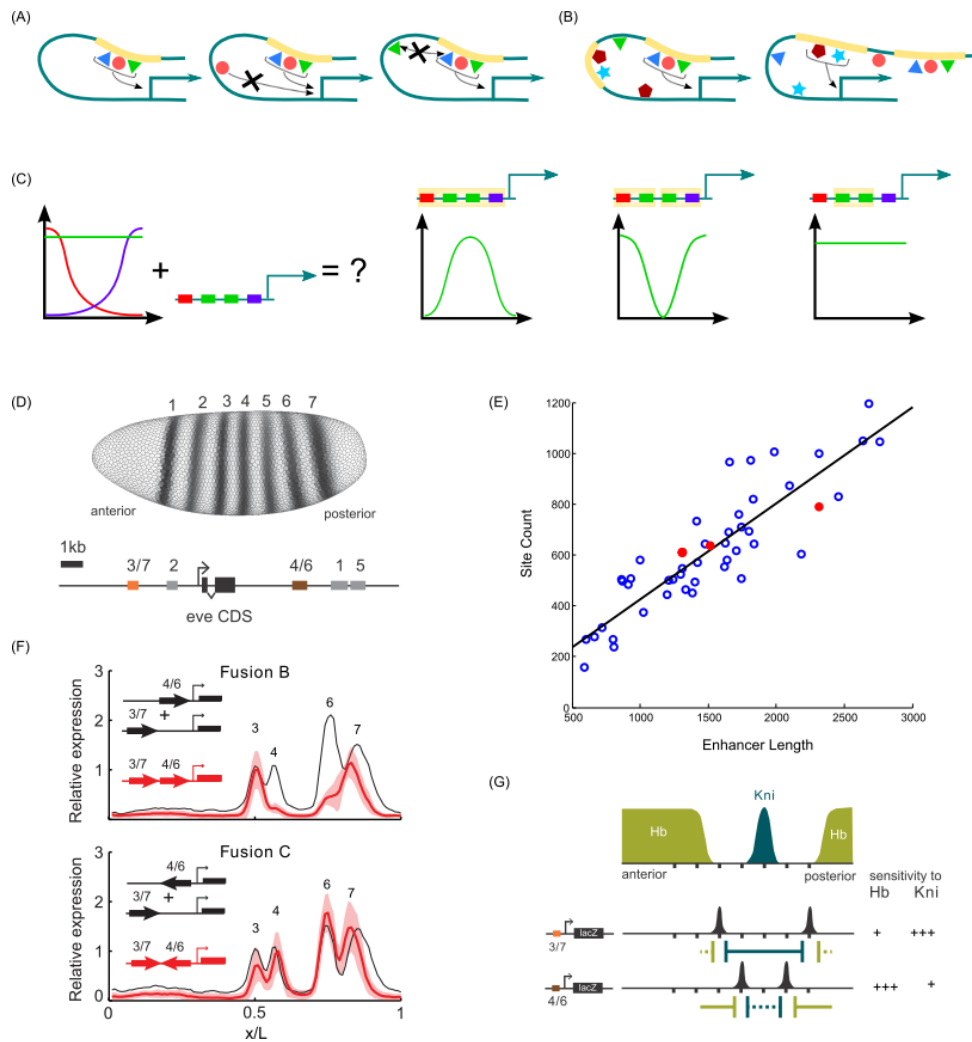 (A)
(B)
(C)
+
= ?
(D)
1 2 3 4 5 6 7
anterior
posterior
1kb
3/7 2 4/6 1 5
eve CDS
(E)
1200
1000
800
600
400
200
0
500 1000 1500 2000 2500 3000
Site Count
Enhancer Length
(F)
Fusion B
3
2
1
Relative expression
4/6
3/7 +
3/7 4/6
3 4 6 7
Fusion C
3
2
1
0
Relative expression
4/6
3/7 +
3/7 4/6
3 4 6 7
0 0.5 1
x/L
(G)
Kni
Hb Hb
anterior posterior
sensitivity to
Hb Kni
lacZ
3/7
+ +++
lacZ
4/6
+++ +